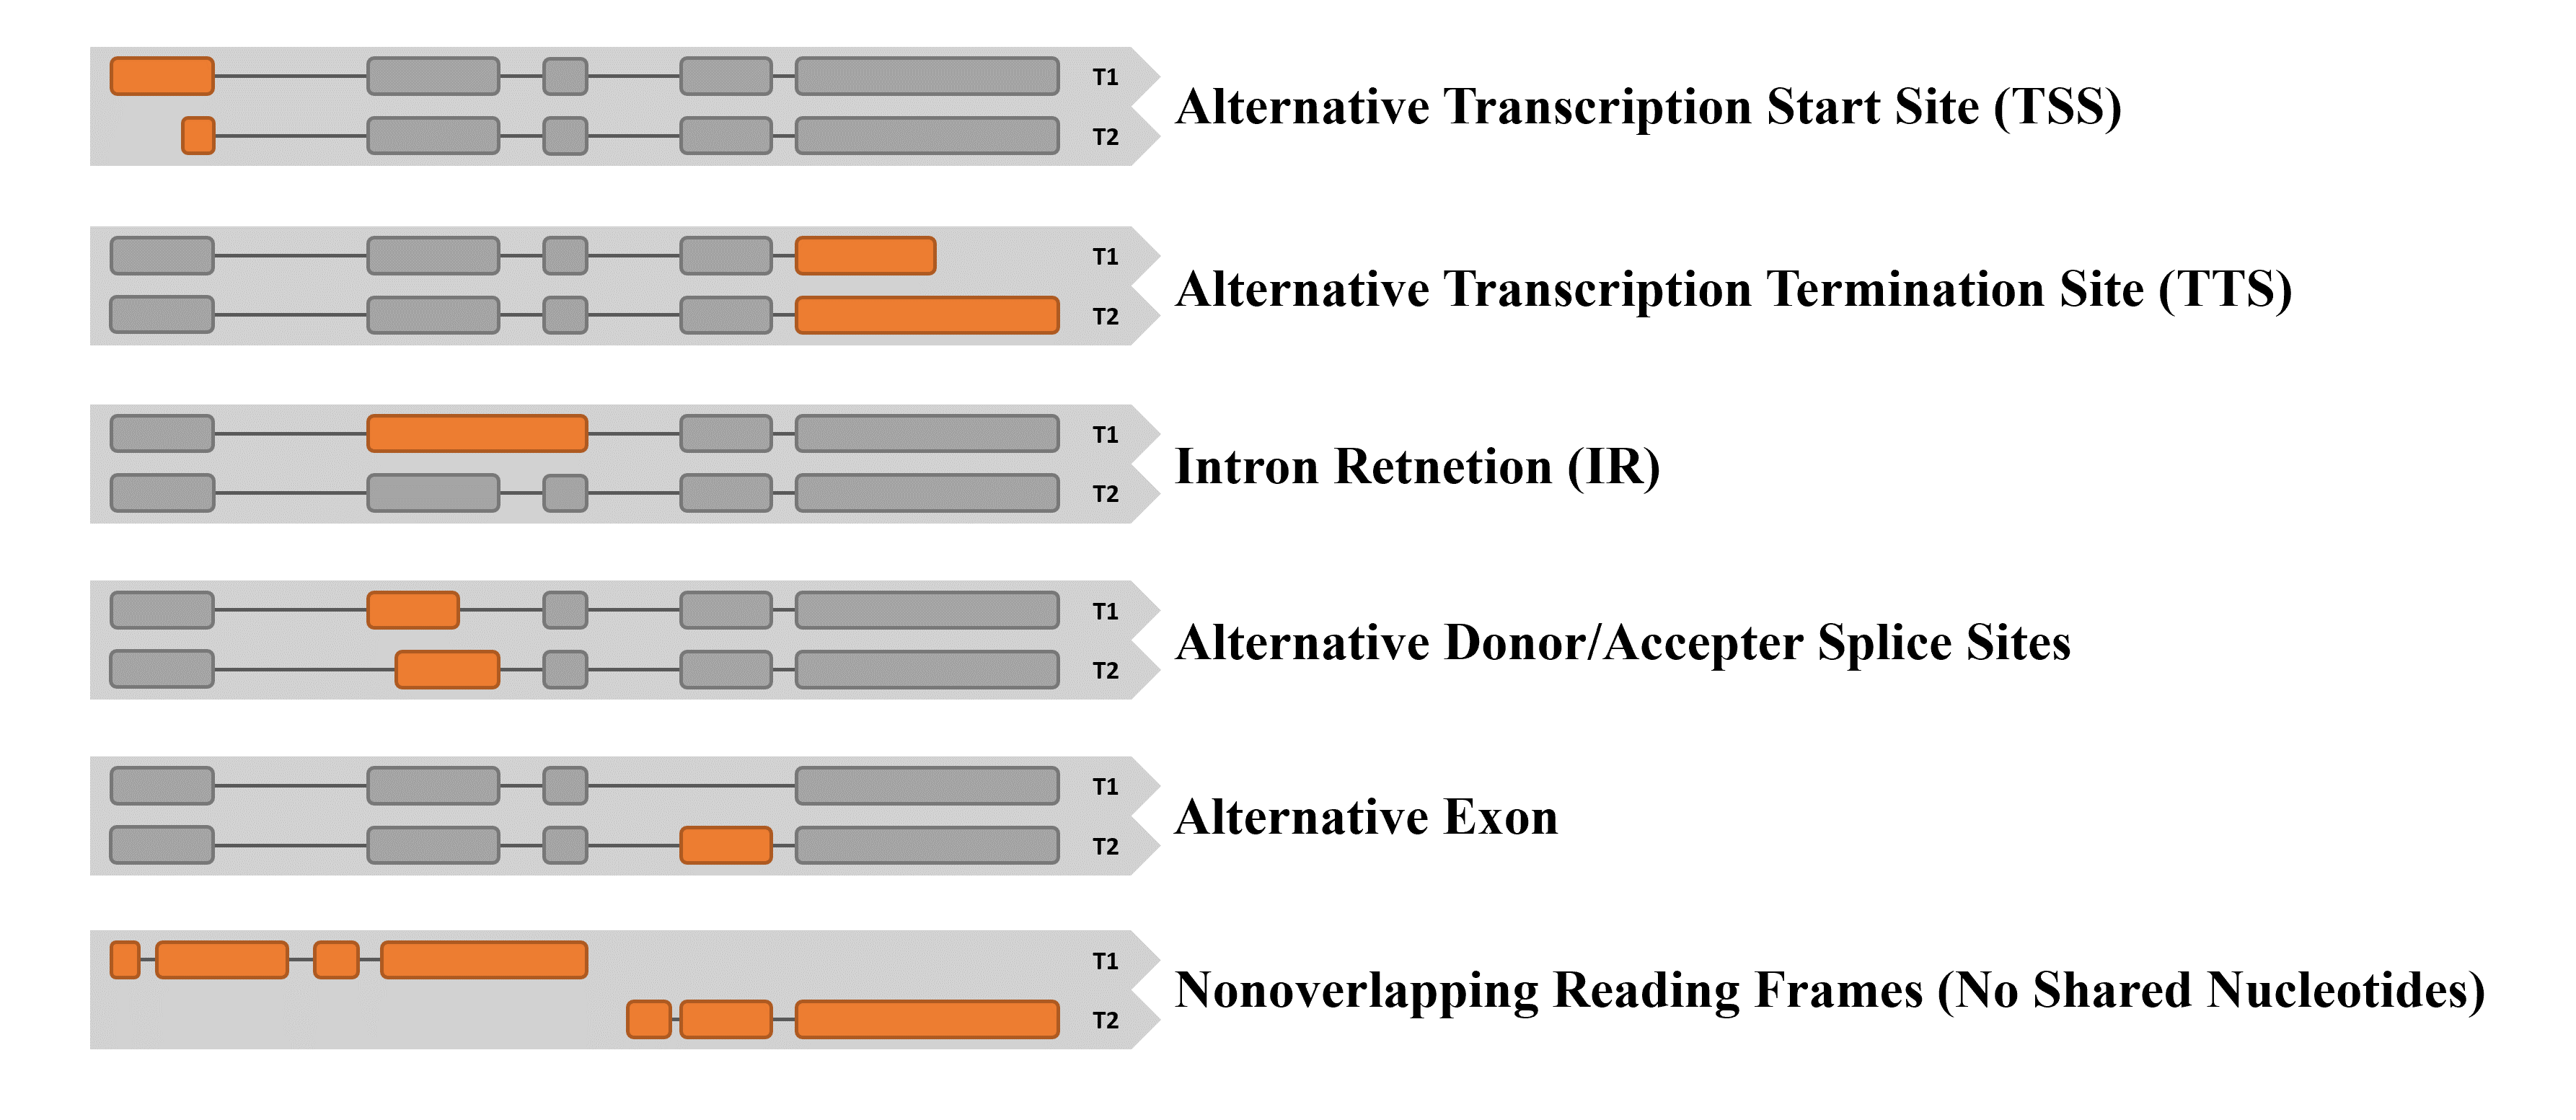 T1
Alternative Transcription Start Site (TSS)
T2
T1
Alternative Transcription Termination Site (TTS)
T2
T1
Intron Retnetion (IR)
T2
T1
Alternative Donor/Accepter Splice Sites
T2
T1
Alternative Exon
T2
T1
Nonoverlapping Reading Frames (No Shared Nucleotides)
T2